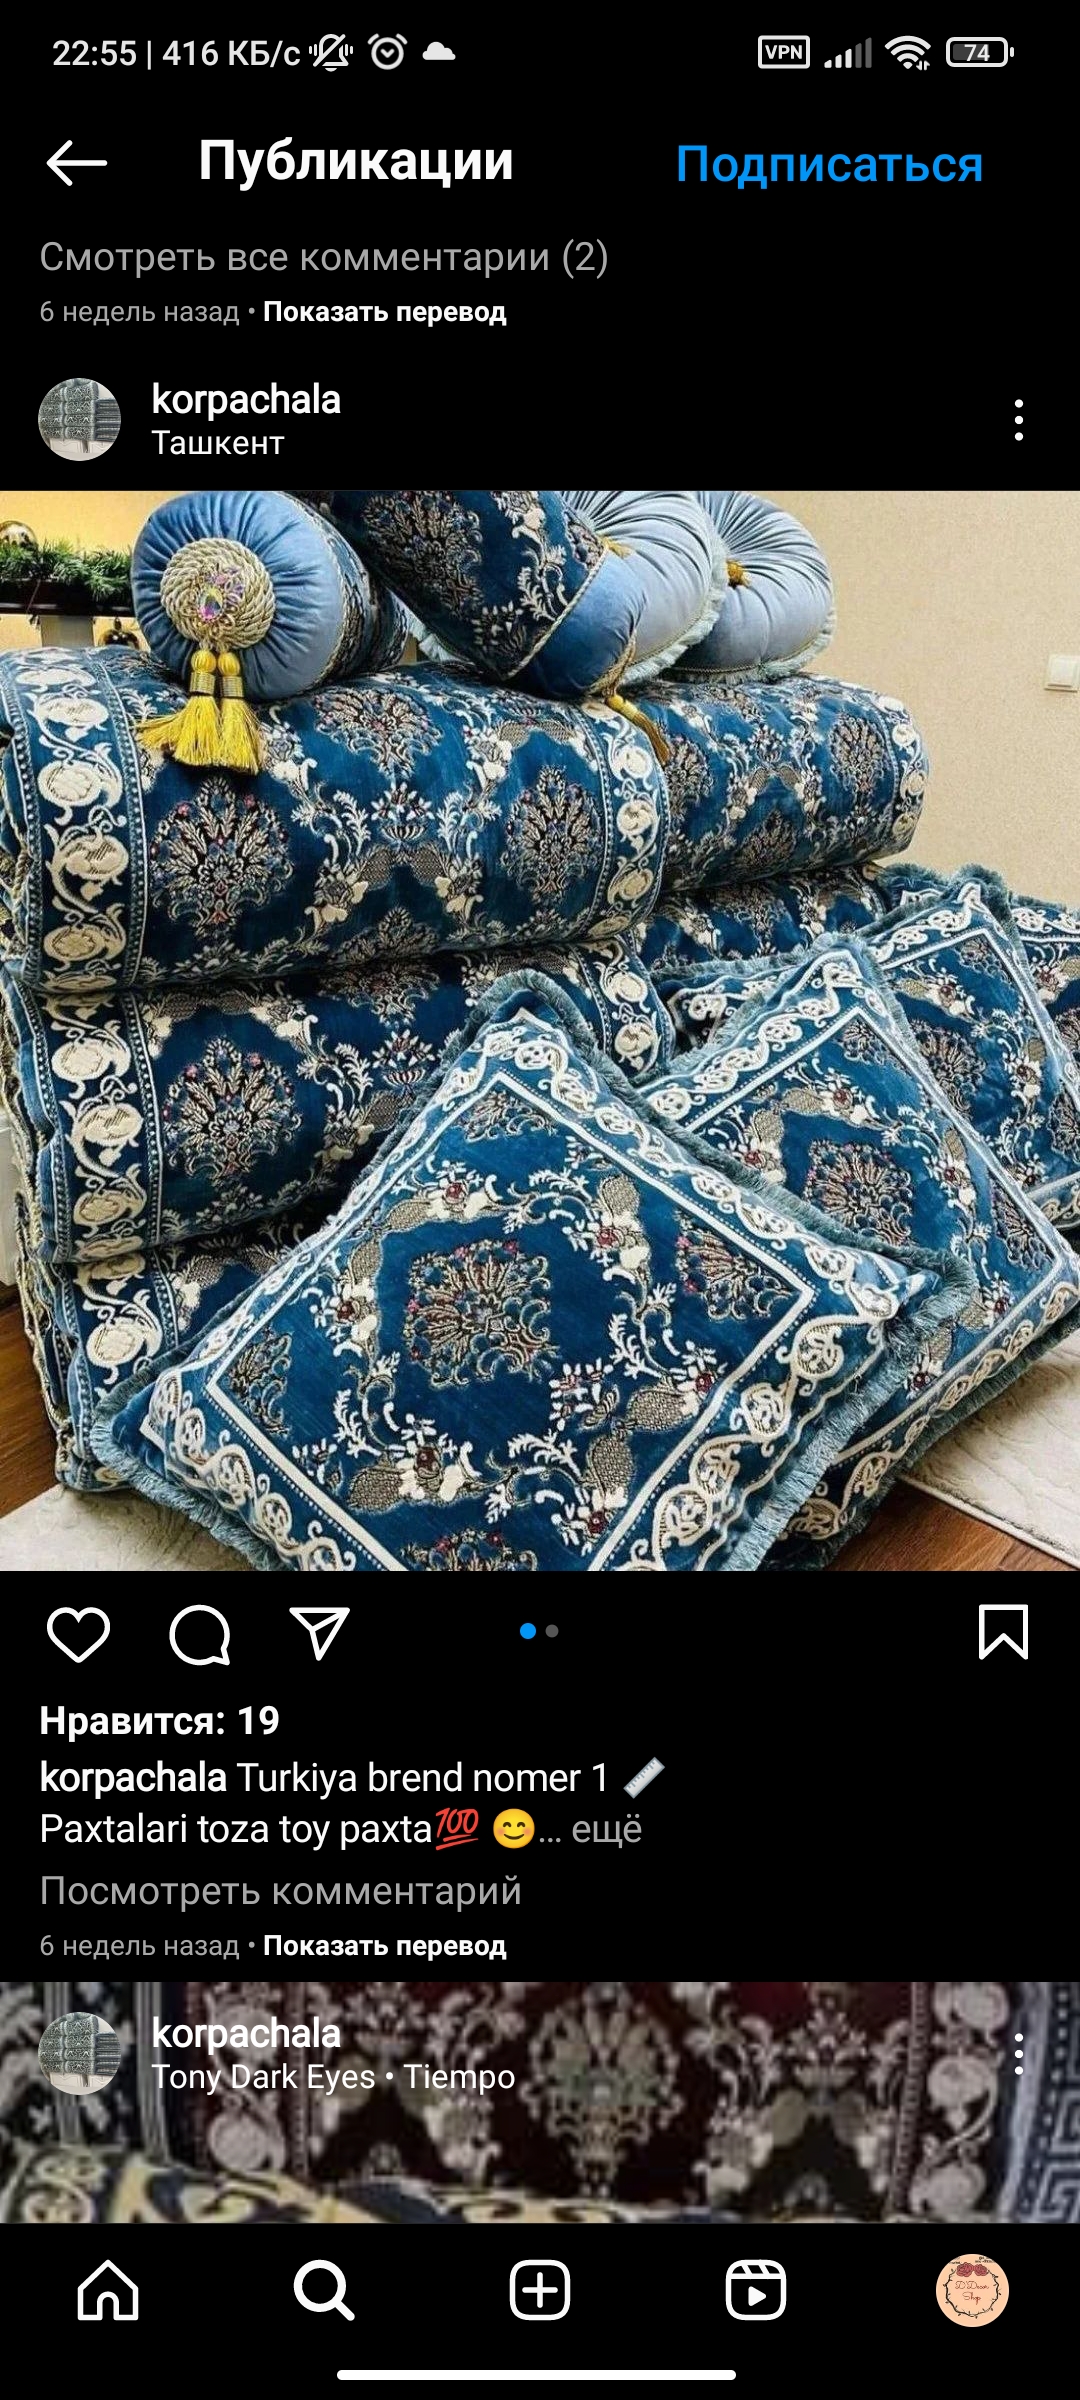 22:55 | 416 КБ/с
VPN
74
Публикации
Подписаться
Смотреть все комментарии (2)
6 недель назад • Показать перевод
korpachala
Ташкент
Нравится: 19
korpachala Turkiya brend nomer 1 📏
Paxtalari toza toy paxta💯 😊... ещё
Посмотреть комментарий
6 недель назад • Показать перевод
korpachala
Tony Dark Eyes • Tiempo
Shop